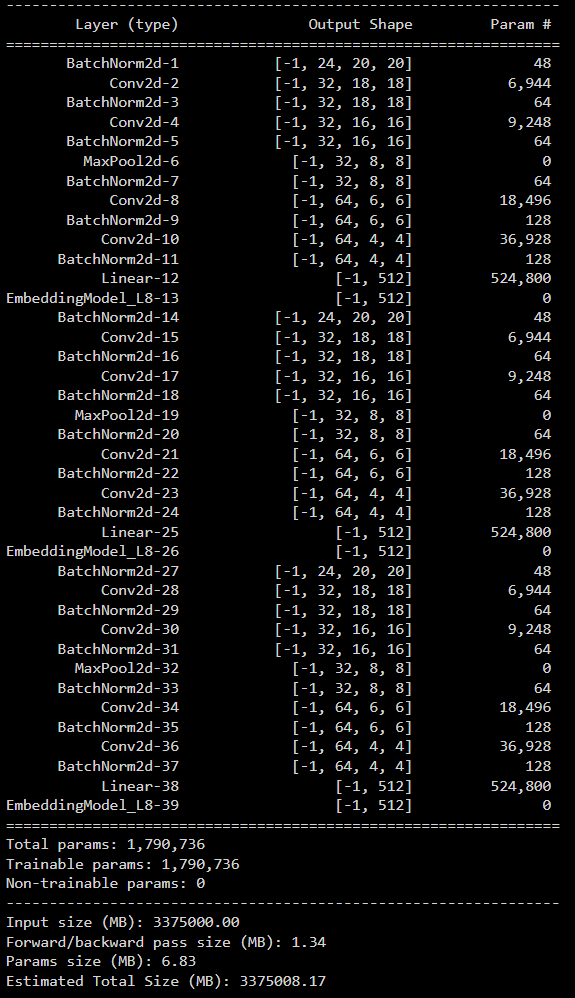 ----------------------------------------------------------------
Layer (type) Output Shape Param #
================================================================
BatchNorm2d-1 [-1, 24, 20, 20] 48
Conv2d-2 [-1, 32, 18, 18] 6,944
BatchNorm2d-3 [-1, 32, 18, 18] 64
Conv2d-4 [-1, 32, 16, 16] 9,248
BatchNorm2d-5 [-1, 32, 16, 16] 64
MaxPool2d-6 [-1, 32, 8, 8] 0
BatchNorm2d-7 [-1, 32, 8, 8] 64
Conv2d-8 [-1, 64, 6, 6] 18,496
BatchNorm2d-9 [-1, 64, 6, 6] 128
Conv2d-10 [-1, 64, 4, 4] 36,928
BatchNorm2d-11 [-1, 64, 4, 4] 128
Linear-12 [-1, 512] 524,800
EmbeddingModel_L8-13 [-1, 512] 0
BatchNorm2d-14 [-1, 24, 20, 20] 48
Conv2d-15 [-1, 32, 18, 18] 6,944
BatchNorm2d-16 [-1, 32, 18, 18] 64
Conv2d-17 [-1, 32, 16, 16] 9,248
BatchNorm2d-18 [-1, 32, 16, 16] 64
MaxPool2d-19 [-1, 32, 8, 8] 0
BatchNorm2d-20 [-1, 32, 8, 8] 64
Conv2d-21 [-1, 64, 6, 6] 18,496
BatchNorm2d-22 [-1, 64, 6, 6] 128
Conv2d-23 [-1, 64, 4, 4] 36,928
BatchNorm2d-24 [-1, 64, 4, 4] 128
Linear-25 [-1, 512] 524,800
EmbeddingModel_L8-26 [-1, 512] 0
BatchNorm2d-27 [-1, 24, 20, 20] 48
Conv2d-28 [-1, 32, 18, 18] 6,944
BatchNorm2d-29 [-1, 32, 18, 18] 64
Conv2d-30 [-1, 32, 16, 16] 9,248
BatchNorm2d-31 [-1, 32, 16, 16] 64
MaxPool2d-32 [-1, 32, 8, 8] 0
BatchNorm2d-33 [-1, 32, 8, 8] 64
Conv2d-34 [-1, 64, 6, 6] 18,496
BatchNorm2d-35 [-1, 64, 6, 6] 128
Conv2d-36 [-1, 64, 4, 4] 36,928
BatchNorm2d-37 [-1, 64, 4, 4] 128
Linear-38 [-1, 512] 524,800
EmbeddingModel_L8-39 [-1, 512] 0
================================================================
Total params: 1,790,736
Trainable params: 1,790,736
Non-trainable params: 0
----------------------------------------------------------------
Input size (MB): 3375000.00
Forward/backward pass size (MB): 1.34
Params size (MB): 6.83
Estimated Total Size (MB): 3375008.17
----------------------------------------------------------------